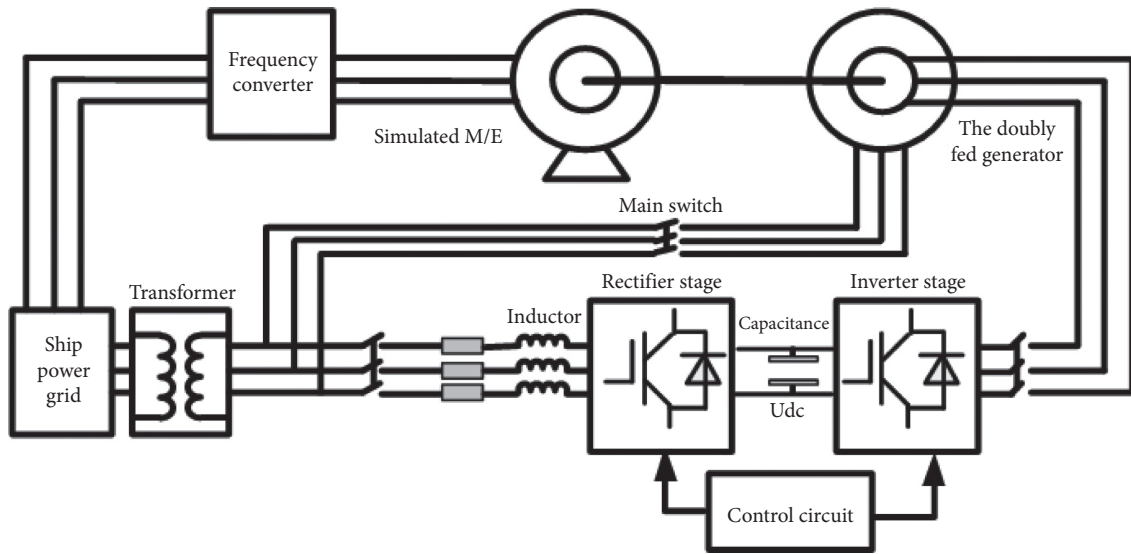 Frequency
converter
Simulated M/E
The doubly
fed generator
Main switch
Transformer
Rectifier stage
Inverter stage
Inductor
Capacitance
Ship
power
grid
Udc
Control circuit